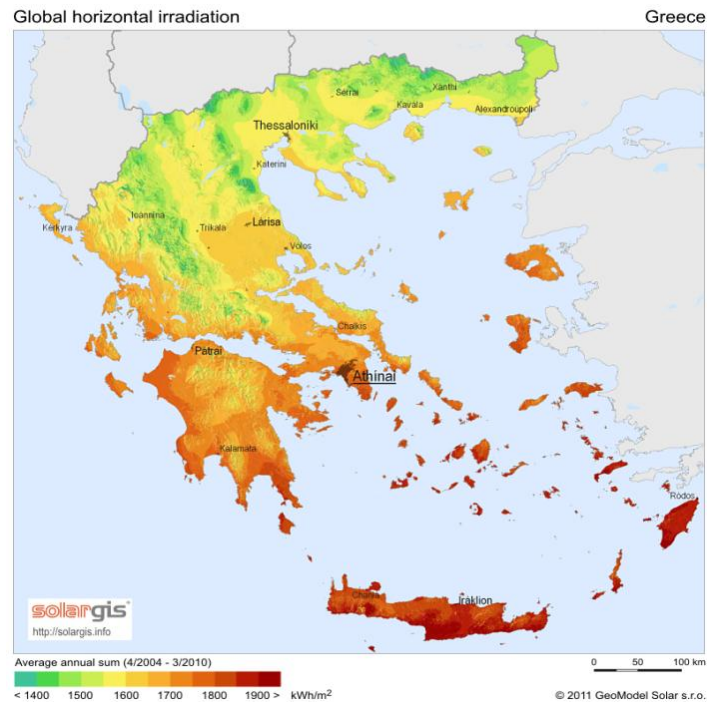 Global horizontal irradiation Greece
Serrai
Xanthi
Kavala
Alexandroupoli
Thessaloniki
Katerini
Ioannina
Kerkyra
Trikala
Larisa
Volos
Chalkis
Patrai
Athinai
Kalamata
Rodos
Chania
Iraklion
solargis
http://solargis.info
Average annual sum (4/2004 - 3/2010)
0 50 100 km
< 1400 1500 1600 1700 1800 1900 > kWh/m²
© 2011 GeoModel Solar s.r.o.